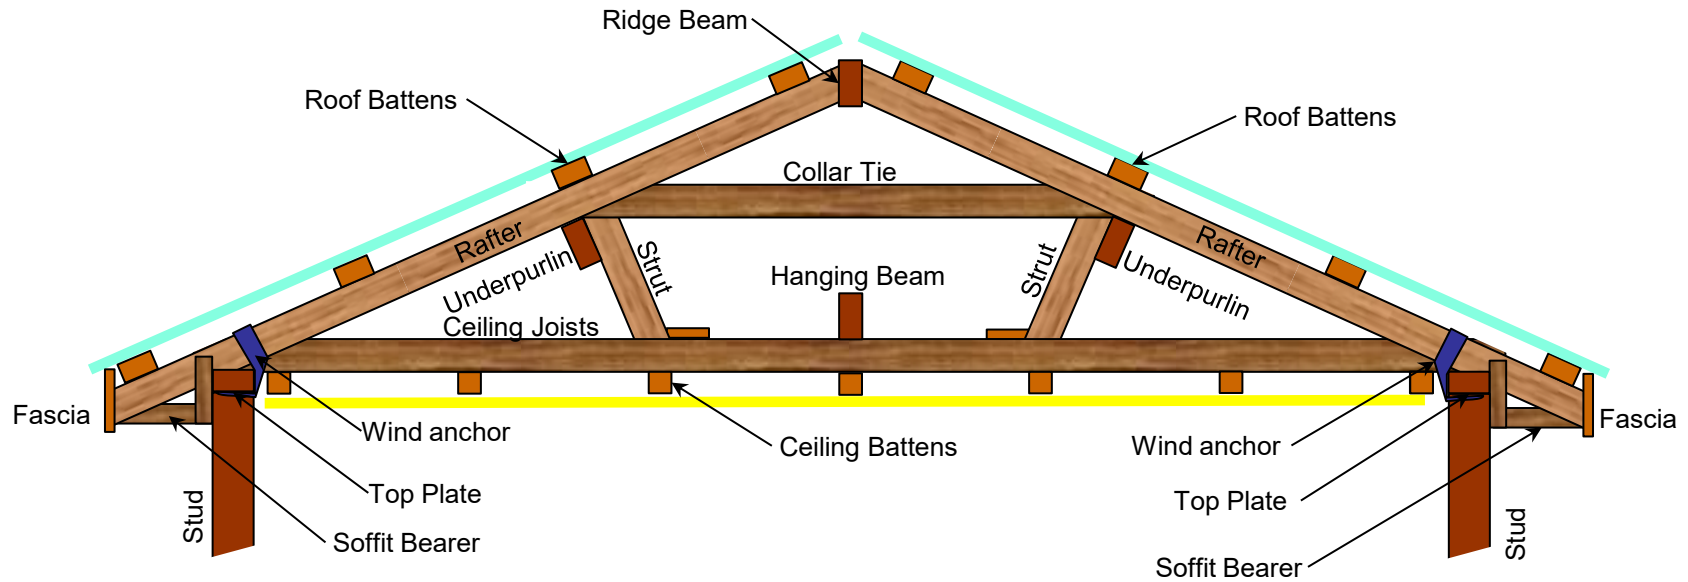 Ridge Beam
Roof Battens
Roof Battens
Collar Tie
Rafter
Rafter
Underpurlin
Strut
Hanging Beam
Strut
Underpurlin
Ceiling Joists
Fascia
Wind anchor
Ceiling Battens
Wind anchor
Fascia
Top Plate
Top Plate
Stud
Stud
Soffit Bearer
Soffit Bearer